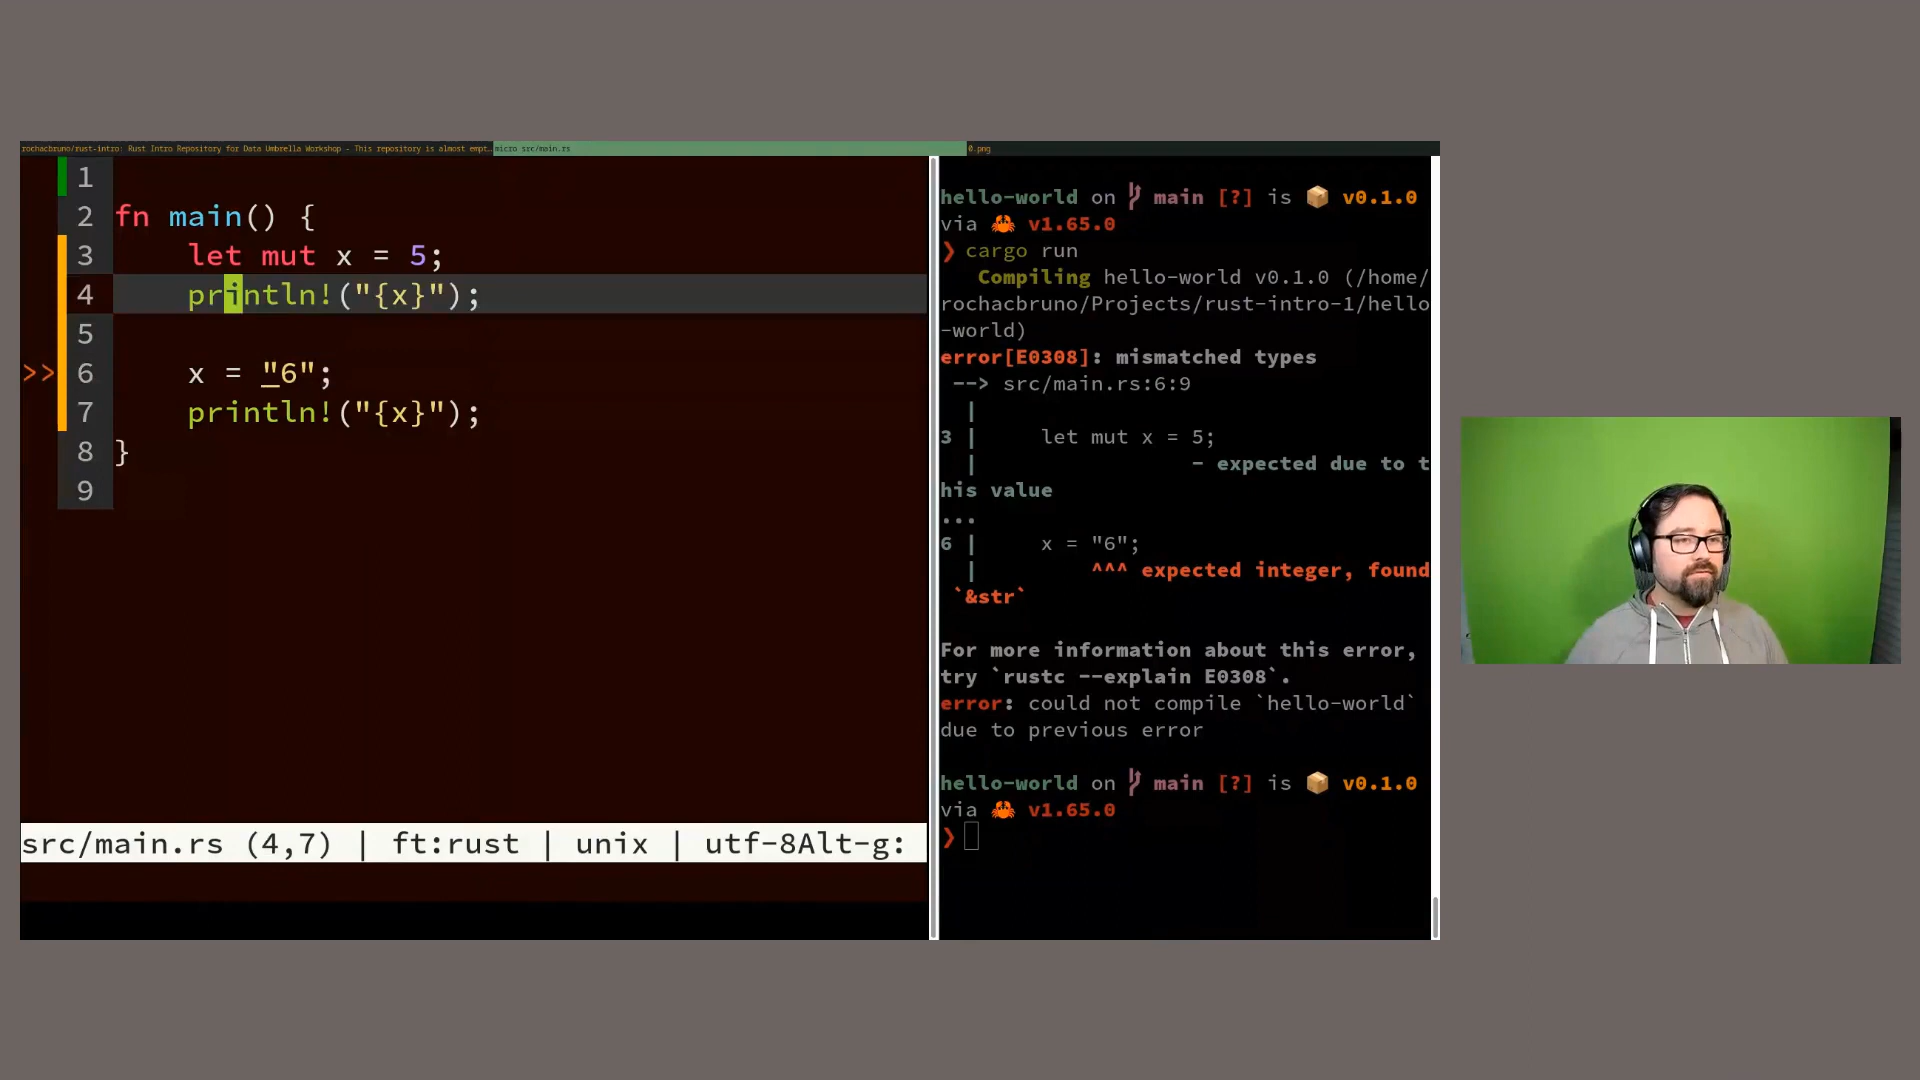 rochacbruno/rust-intro: Rust Intro Repository for Data Umbrella Workshop - This repository is almost empt...
micro src/main.rs
0.png
1
2 fn main() {
3 let mut x = 5;
4 println!("{x}");
5
6 x = "6";
7 println!("{x}");
8 }
9
>>
src/main.rs (4,7) | ft:rust | unix | utf-8Alt-g:
hello-world on main [?] is 📦 v0.1.0
via 🦀 v1.65.0
❯ cargo run
Compiling hello-world v0.1.0 (/home/
rochacbruno/Projects/rust-intro-1/hello
-world)
error[E0308]: mismatched types
--> src/main.rs:6:9
|
3 | let mut x = 5;
| - expected due to t
his value
...
6 | x = "6";
| ^^^ expected integer, found
`&str`
For more information about this error,
try `rustc --explain E0308`.
error: could not compile `hello-world`
due to previous error
hello-world on main [?] is 📦 v0.1.0
via 🦀 v1.65.0
❯